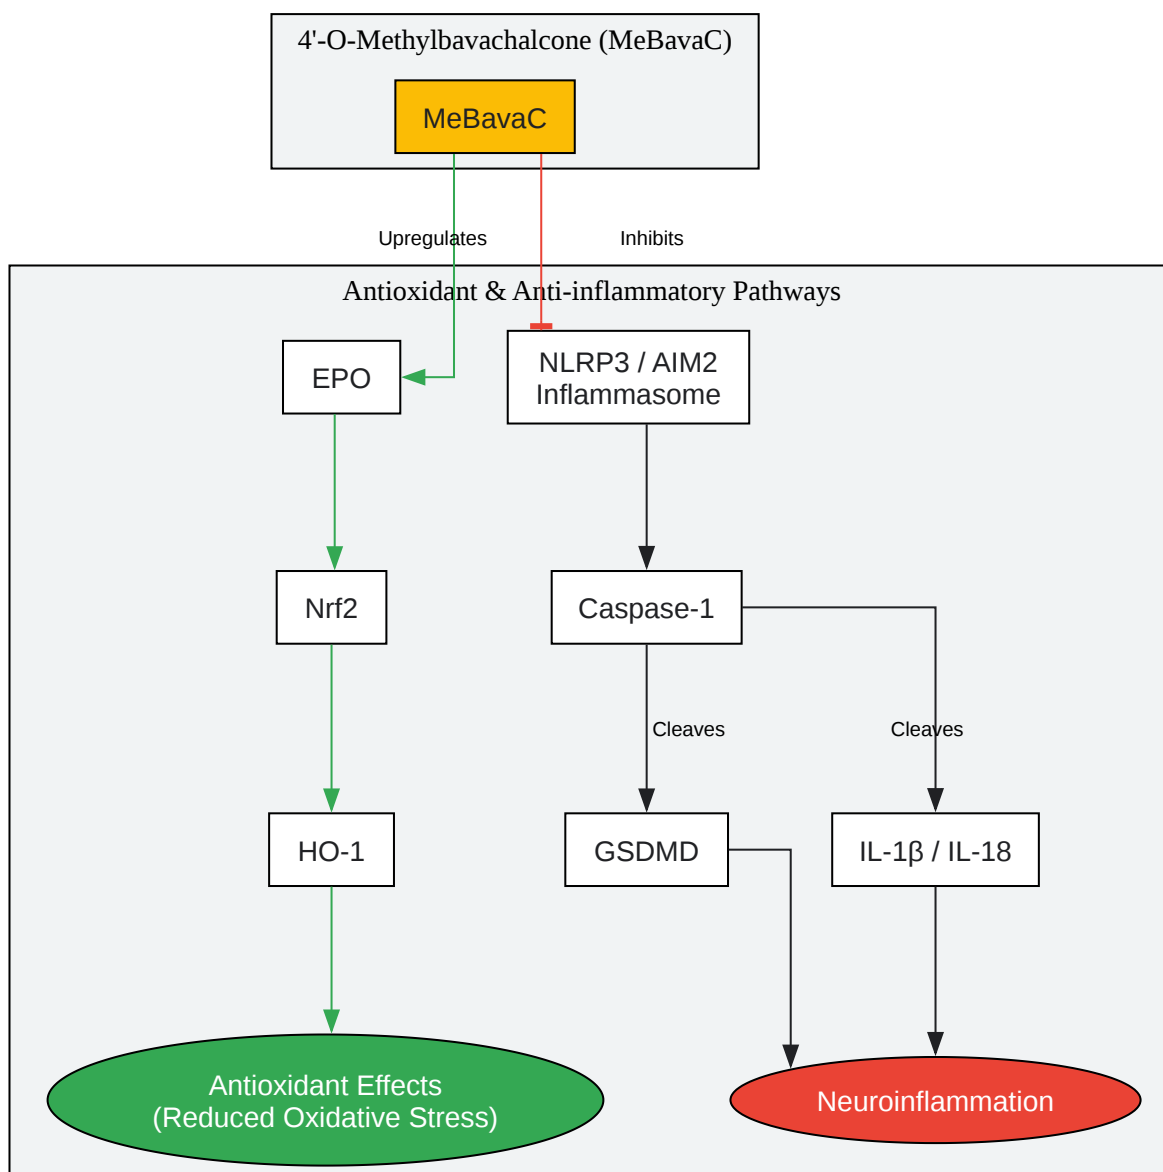 4'-O-Methylbavachalcone (MeBavaC)
MeBavaC
Upregulates
Inhibits
Antioxidant & Anti-inflammatory Pathways
EPO
NLRP3 / AIM2
Inflammasome
Nrf2
Caspase-1
Cleaves
Cleaves
HO-1
GSDMD
IL-1β / IL-18
Antioxidant Effects
(Reduced Oxidative Stress)
Neuroinflammation